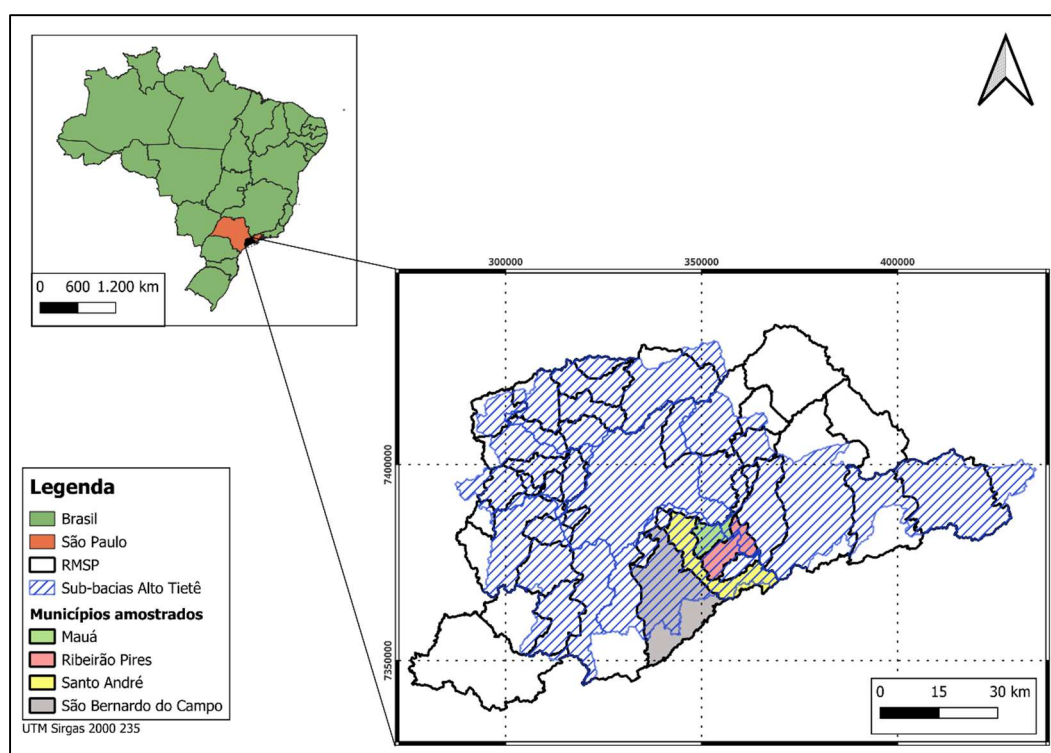 0 600 1.200 km
300000 350000 400000
7400000
7350000
Legenda
Brasil
São Paulo
RMSP
Sub-bacias Alto Tietê
Municípios amostrados
Mauá
Ribeirão Pires
Santo André
São Bernardo do Campo
UTM Sirgas 2000 235
0 15 30 km